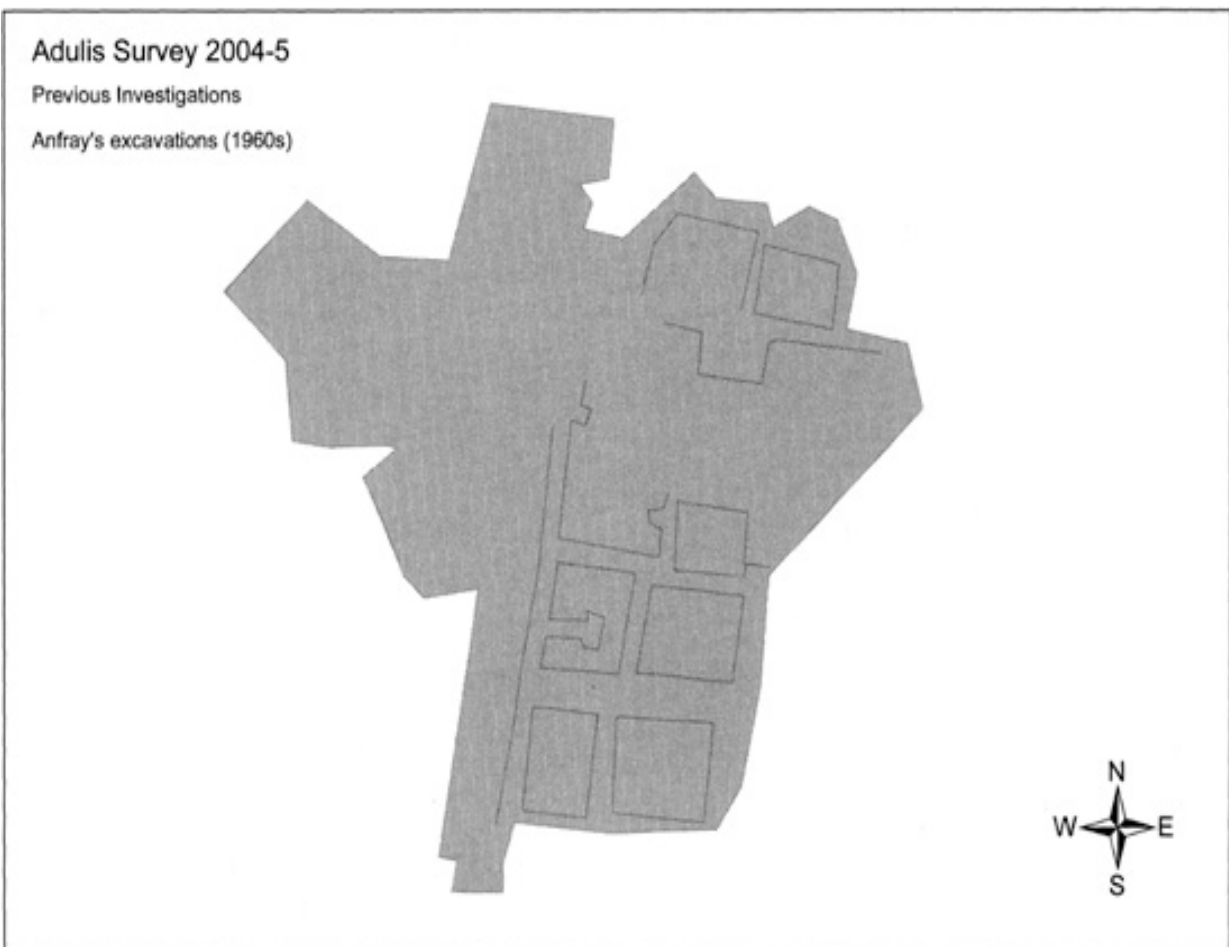 Adulis Survey 2004-5
Previous Investigations
Anfray's excavations (1960s)
N
W E
S